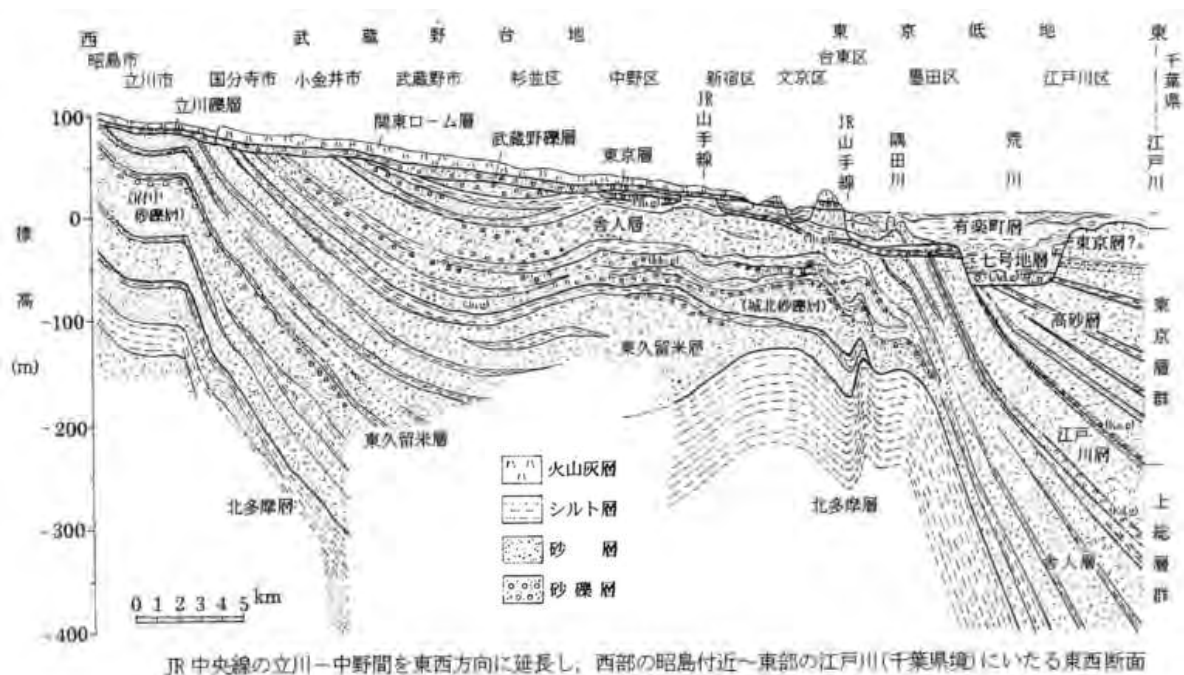 西 武 蔵 野 台 地 東 京 低 地 東
昭島市 立川市 国分寺市 小金井市 武蔵野市 杉並区 中野区 新宿区 文京区 台東区 墨田区 江戸川区 千葉県
JR山手線 JR山手線 隅田川 荒川 江戸川
立川礫層
関東ローム層
武蔵野礫層
東京層
舎人層
有楽町層
七号地層
東京層?
(城北砂礫層)
高砂層
東久留米層
東久留米層
江戸川層
舎人層
北多摩層
北多摩層
東京層群
上総層群
標高(m)
100
0
-100
-200
-300
-400
火山灰層
シルト層
砂 層
砂礫層
0 1 2 3 4 5 km
JR中央線の立川-中野間を東西方向に延長し,西部の昭島付近~東部の江戸川(千葉県境)にいたる東西断面